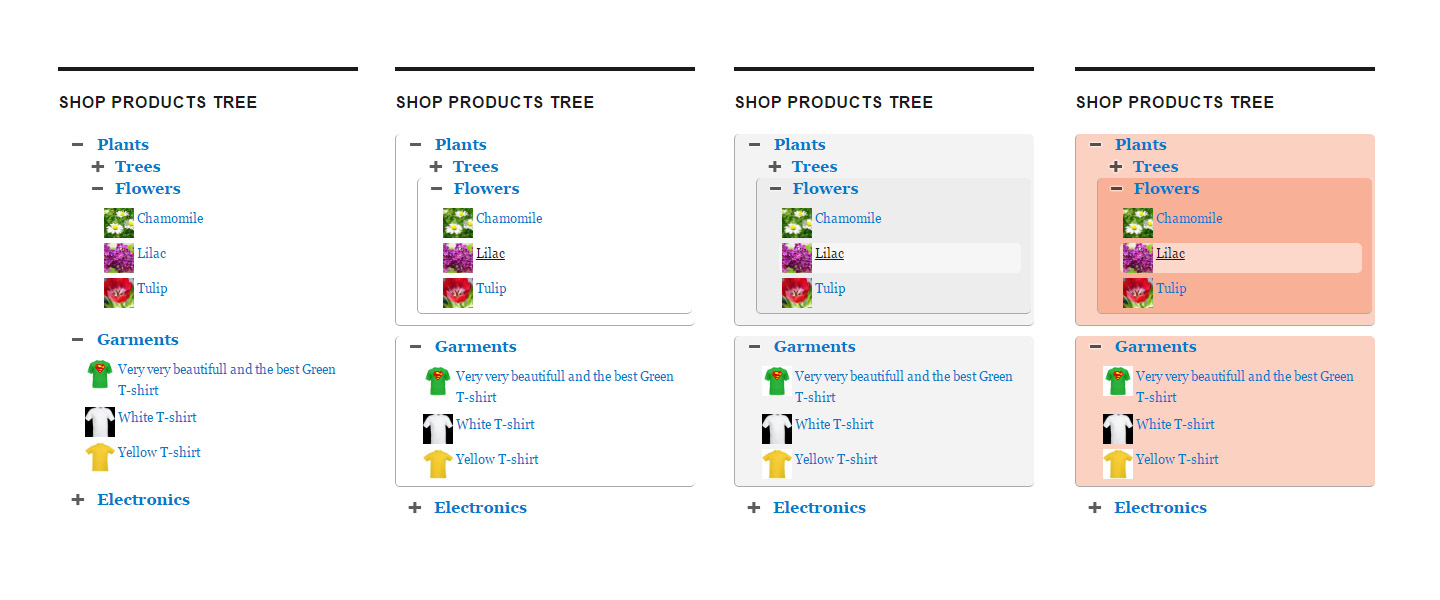 SHOP PRODUCTS TREE
Plants
Trees
Flowers
Chamomile
Lilac
Tulip
Garments
Very very beautifull and the best Green
T-shirt
White T-shirt
Yellow T-shirt
Electronics
SHOP PRODUCTS TREE
Plants
Trees
Flowers
Chamomile
Lilac
Tulip
Garments
Very very beautifull and the best Green
T-shirt
White T-shirt
Yellow T-shirt
Electronics
SHOP PRODUCTS TREE
Plants
Trees
Flowers
Chamomile
Lilac
Tulip
Garments
Very very beautifull and the best Green
T-shirt
White T-shirt
Yellow T-shirt
Electronics
SHOP PRODUCTS TREE
Plants
Trees
Flowers
Chamomile
Lilac
Tulip
Garments
Very very beautifull and the best Green
T-shirt
White T-shirt
Yellow T-shirt
Electronics